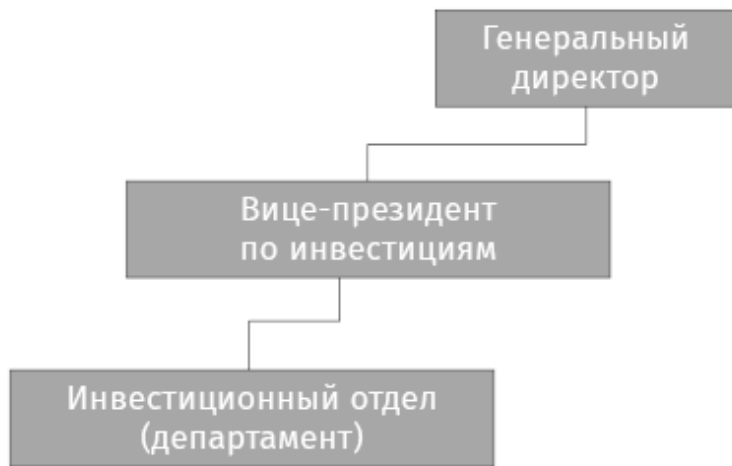 Генеральный
директор
Вице-президент
по инвестициям
Инвестиционный отдел
(департамент)